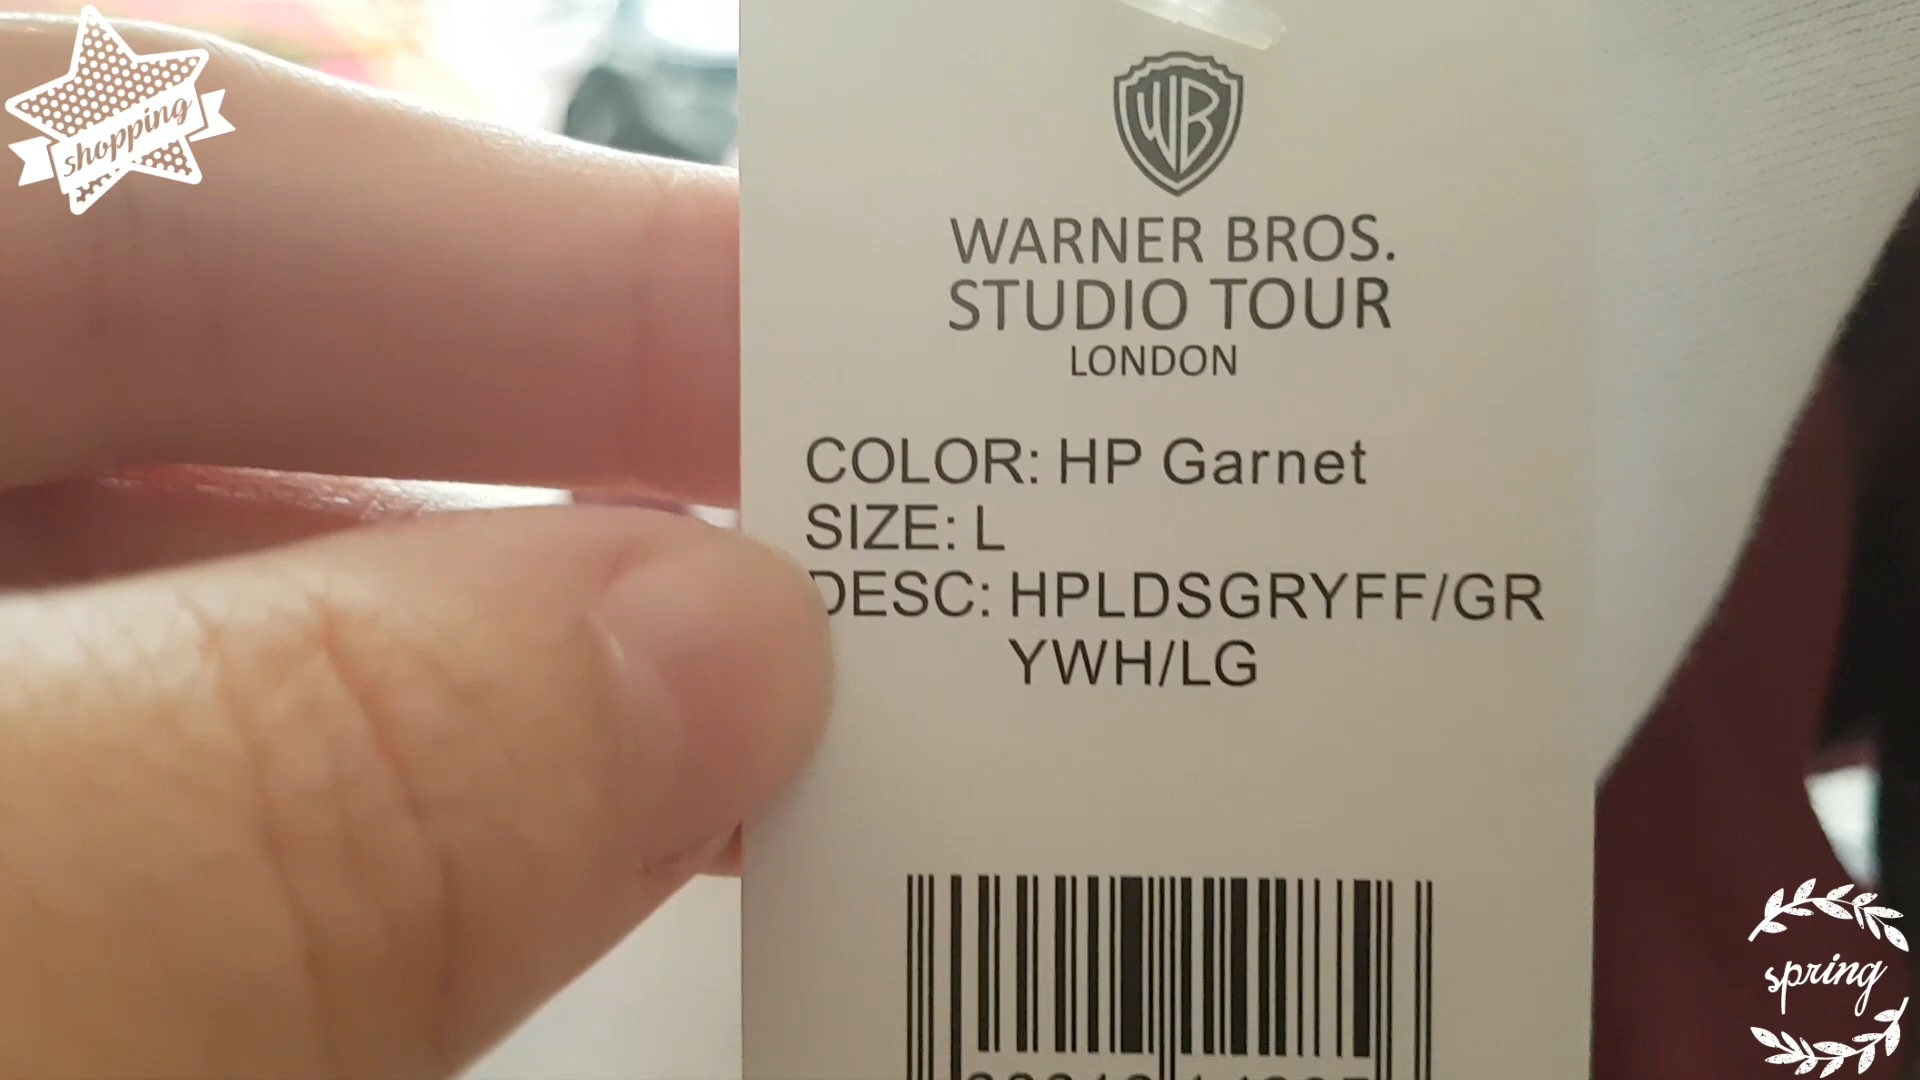 shopping
WB
WARNER BROS.
STUDIO TOUR
LONDON
COLOR: HP Garnet
SIZE: L
DESC: HPLDSGRYFF/GR
YWH/LG
spring